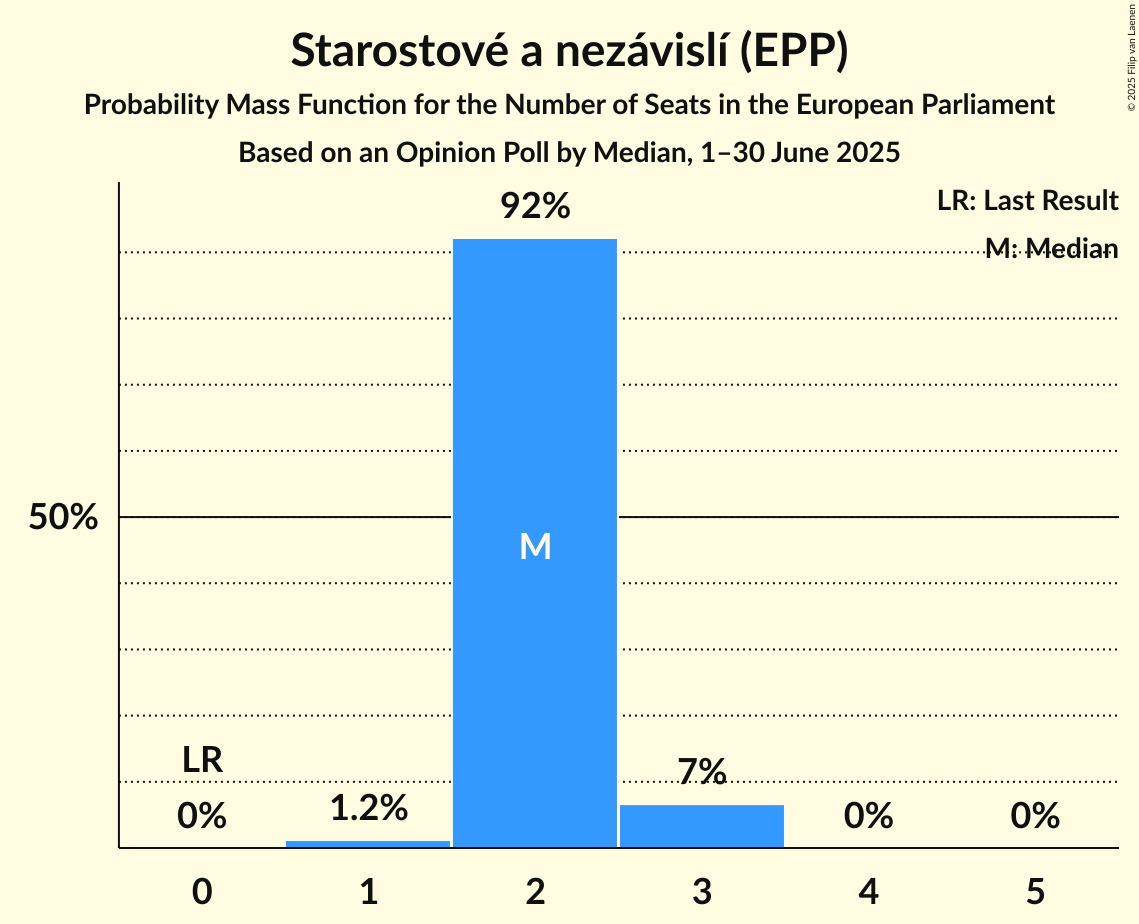 Starostové a nezávislí (EPP)
Probability Mass Function for the Number of Seats in the European Parliament
Based on an Opinion Poll by Median, 1–30 June 2025
© 2025 Filip van Laenen
LR: Last Result
M: Median
92%
50%
M
LR
0%
1.2%
7%
0%
0%
0 1 2 3 4 5